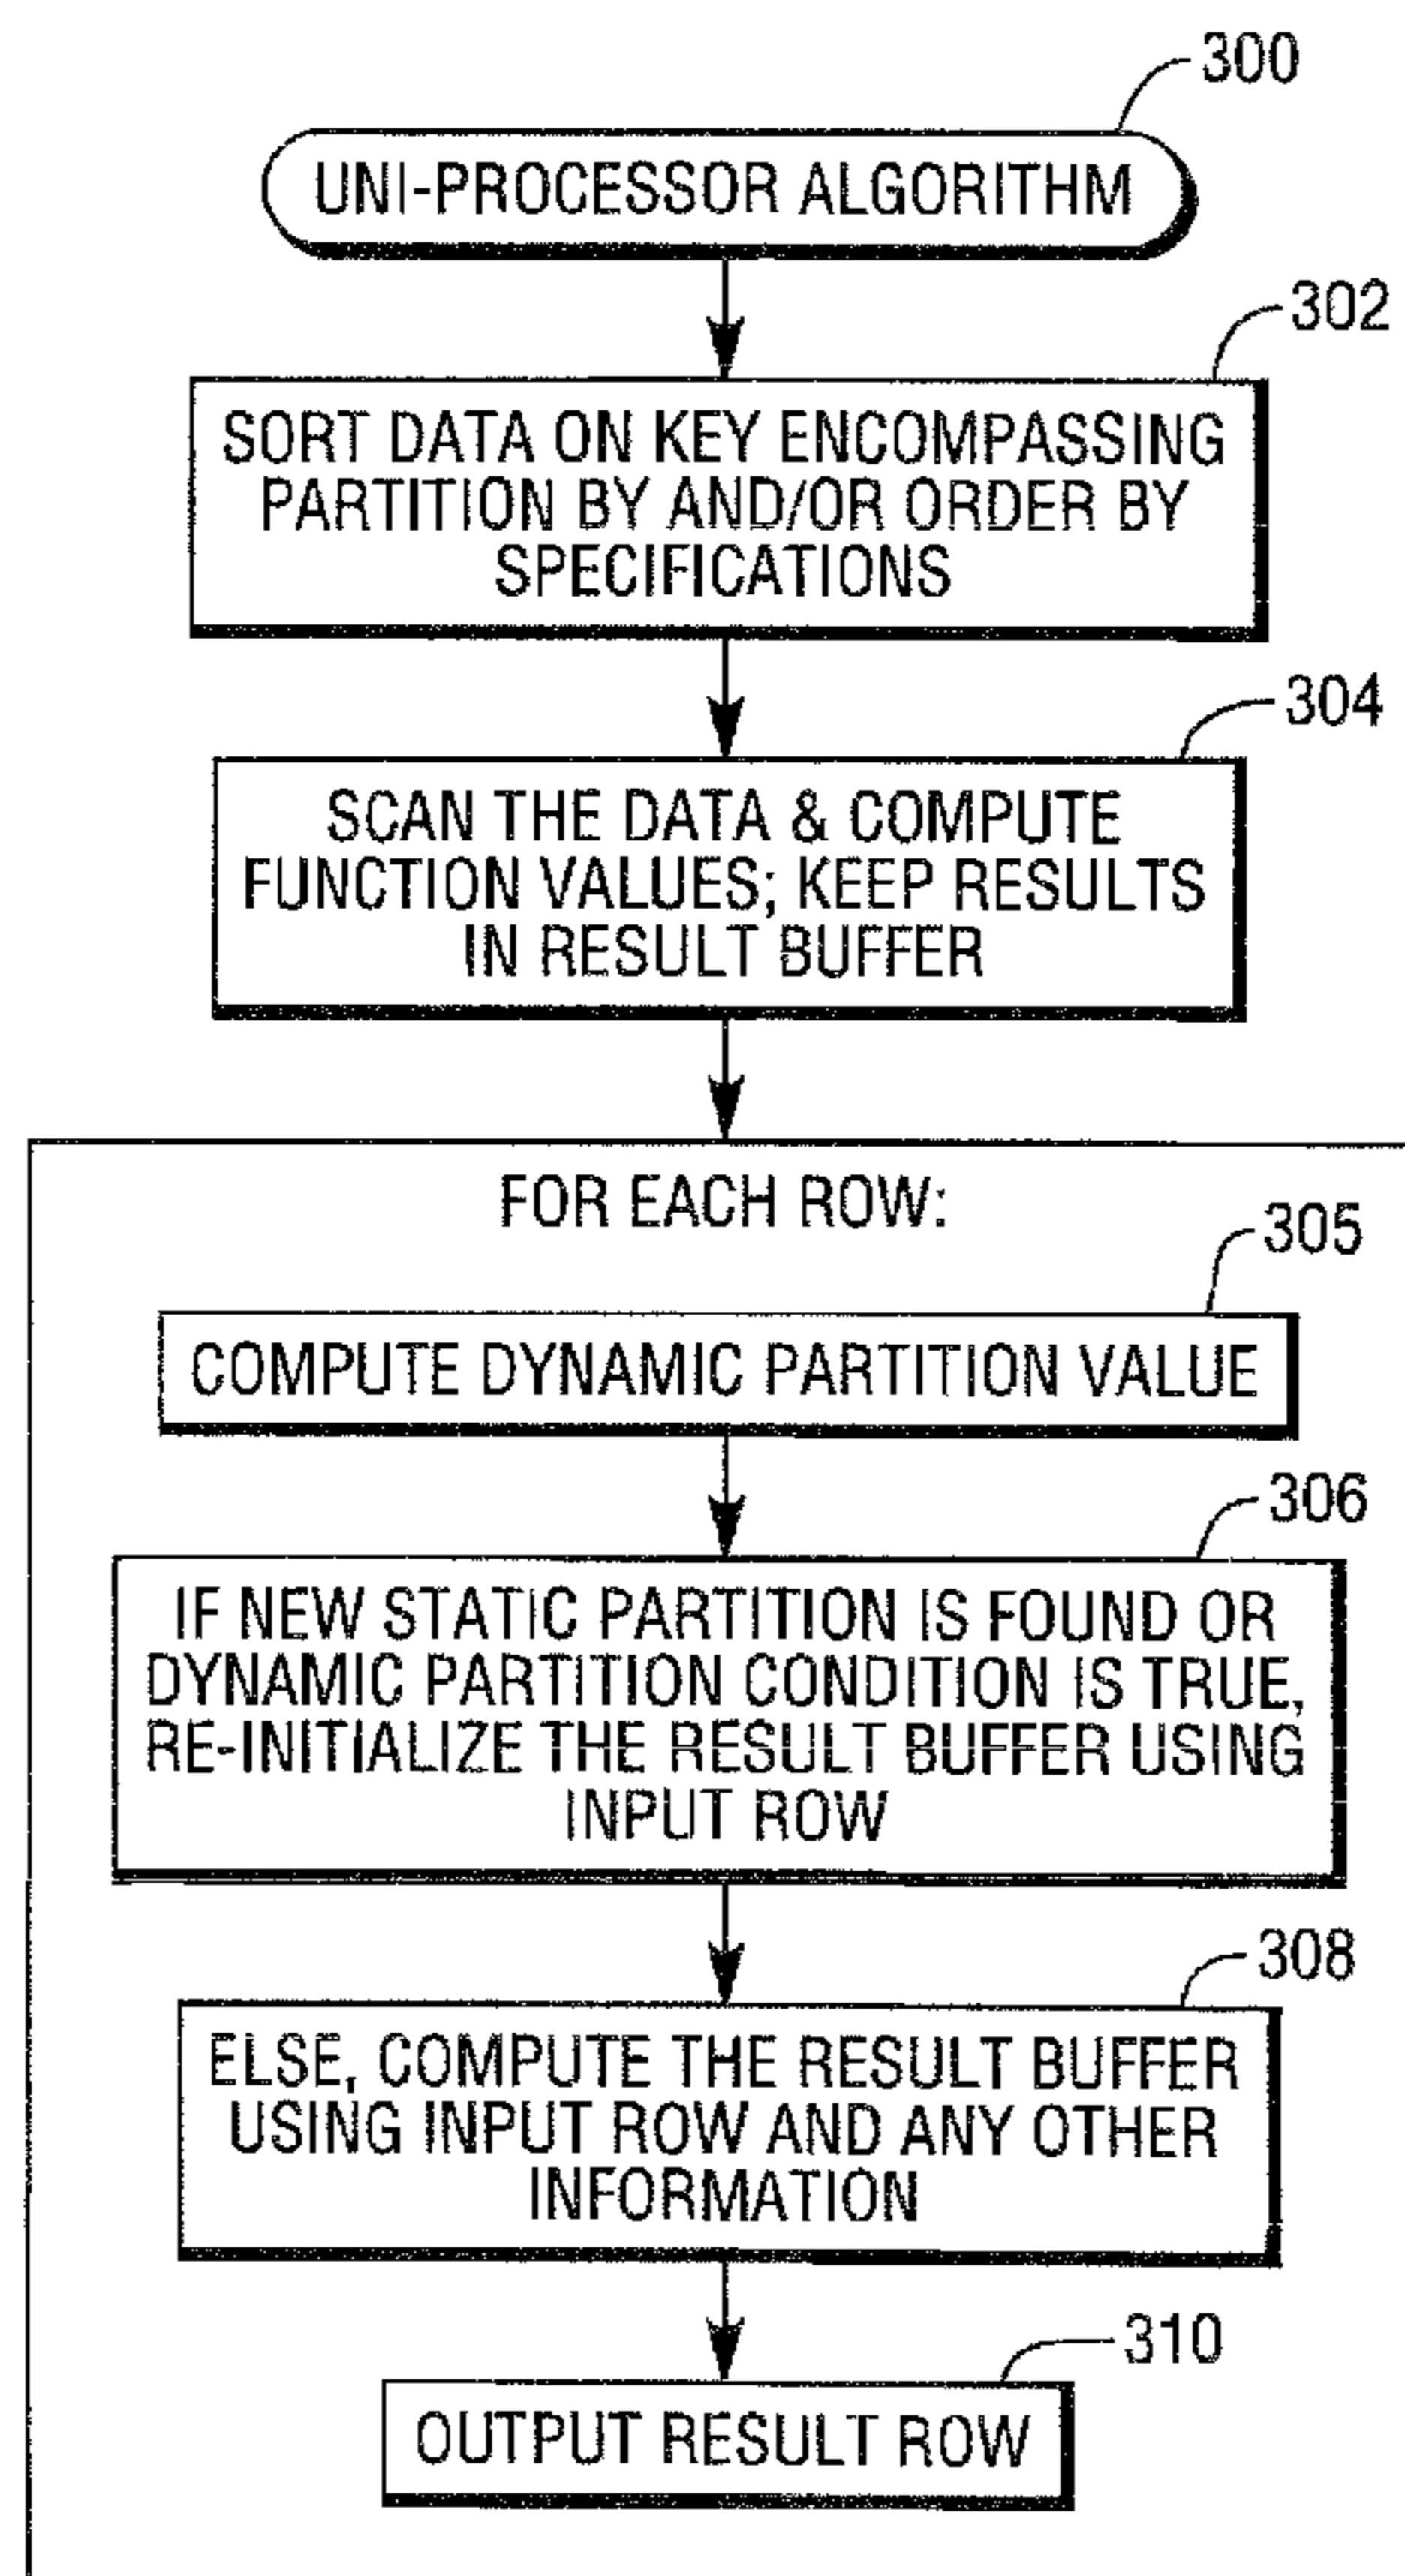 300
UNI-PROCESSOR ALGORITHM
302
SORT DATA ON KEY ENCOMPASSING
PARTITION BY AND/OR ORDER BY
SPECIFICATIONS
304
SCAN THE DATA & COMPUTE
FUNCTION VALUES; KEEP RESULTS
IN RESULT BUFFER
FOR EACH ROW:
305
COMPUTE DYNAMIC PARTITION VALUE
306
IF NEW STATIC PARTITION IS FOUND OR
DYNAMIC PARTITION CONDITION IS TRUE,
RE-INITIALIZE THE RESULT BUFFER USING
INPUT ROW
308
ELSE, COMPUTE THE RESULT BUFFER
USING INPUT ROW AND ANY OTHER
INFORMATION
310
OUTPUT RESULT ROW